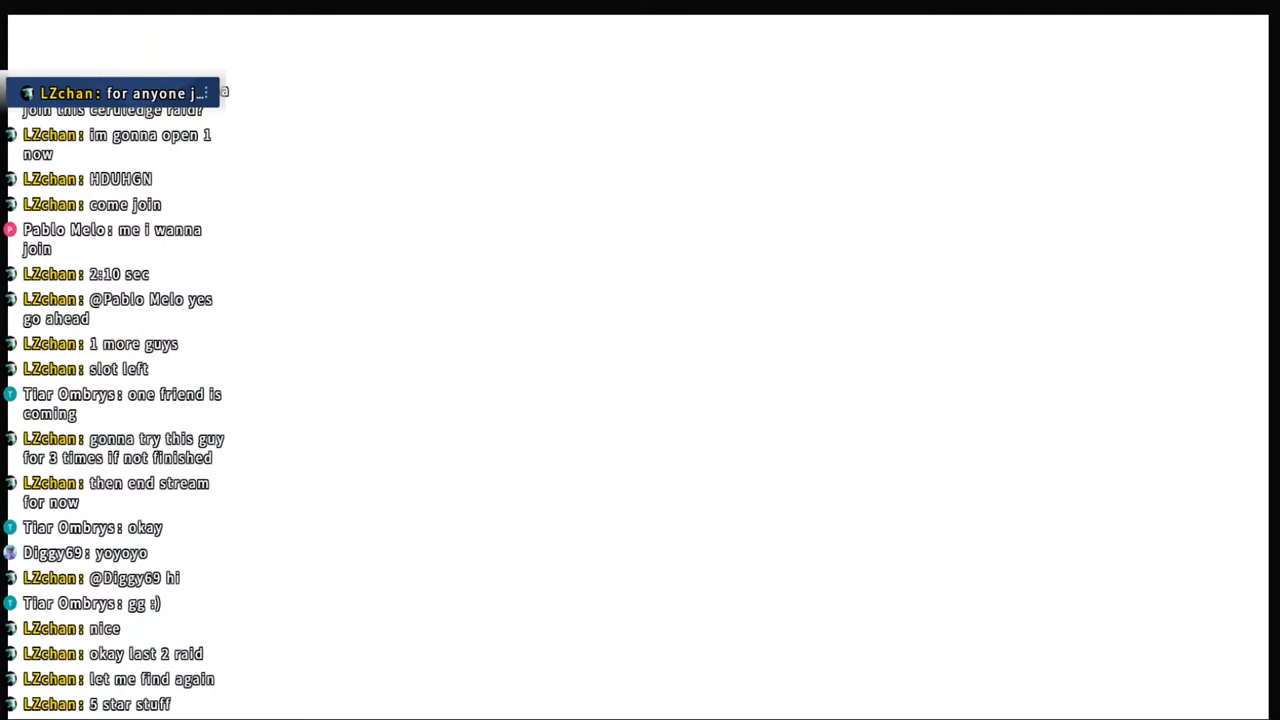 LZchan: for anyone j… a
join this ceruledge raid?
LZchan: im gonna open 1
now
LZchan: HDUHGN
LZchan: come join
P Pablo Melo: me i wanna
join
LZchan: 2:10 sec
LZchan: @Pablo Melo yes
go ahead
LZchan: 1 more guys
LZchan: slot left
T Tiar Ombrys: one friend is
coming
LZchan: gonna try this guy
for 3 times if not finished
LZchan: then end stream
for now
T Tiar Ombrys: okay
Diggy69: yoyoyo
LZchan: @Diggy69 hi
T Tiar Ombrys: gg :)
LZchan: nice
LZchan: okay last 2 raid
LZchan: let me find again
LZchan: 5 star stuff